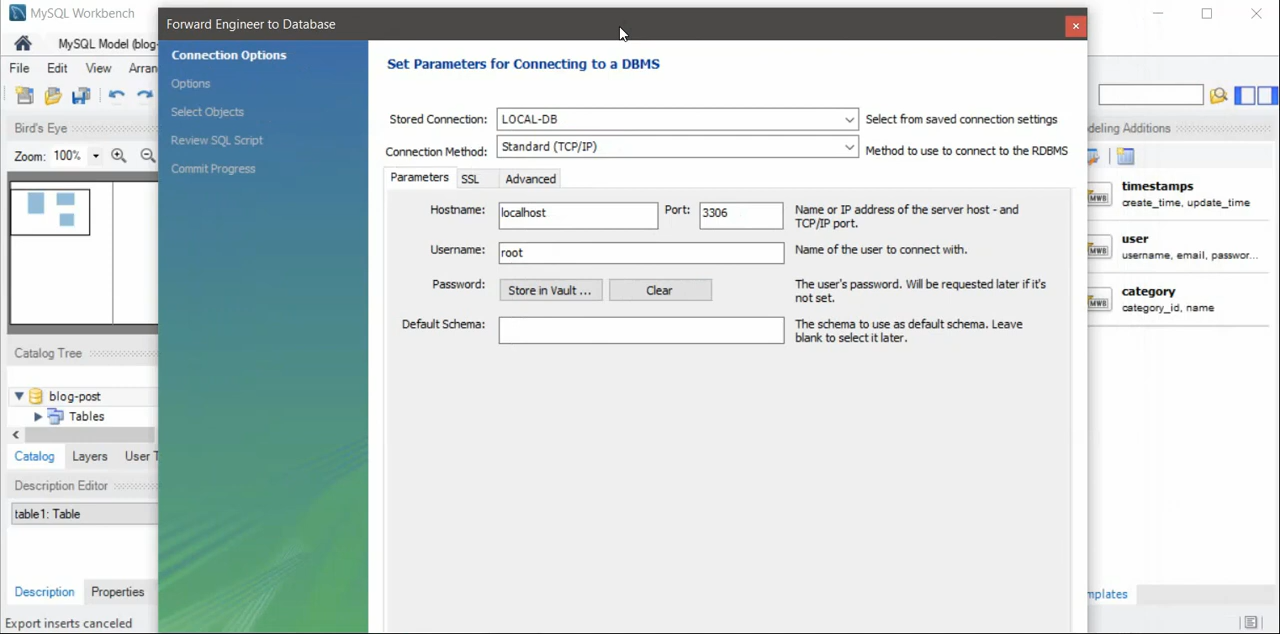 MySQL Workbench
Forward Engineer to Database
MySQL Model (blog-
File Edit View Arran
Bird's Eye
Zoom: 100%
Catalog Tree
blog-post
Tables
Catalog Layers User T
Description Editor
table1: Table
Description Properties
Export inserts canceled
Connection Options
Options
Select Objects
Review SQL Script
Commit Progress
Set Parameters for Connecting to a DBMS
Stored Connection: LOCAL-DB Select from saved connection settings
Connection Method: Standard (TCP/IP) Method to use to connect to the RDBMS
Parameters SSL Advanced
Hostname: localhost Port: 3306 Name or IP address of the server host - and
TCP/IP port.
Username: root Name of the user to connect with.
Password: Store in Vault ... Clear The user's password. Will be requested later if it's
not set.
Default Schema: The schema to use as default schema. Leave
blank to select it later.
deling Additions
timestamps
create_time, update_time
user
username, email, passwor...
category
category_id, name
mplates